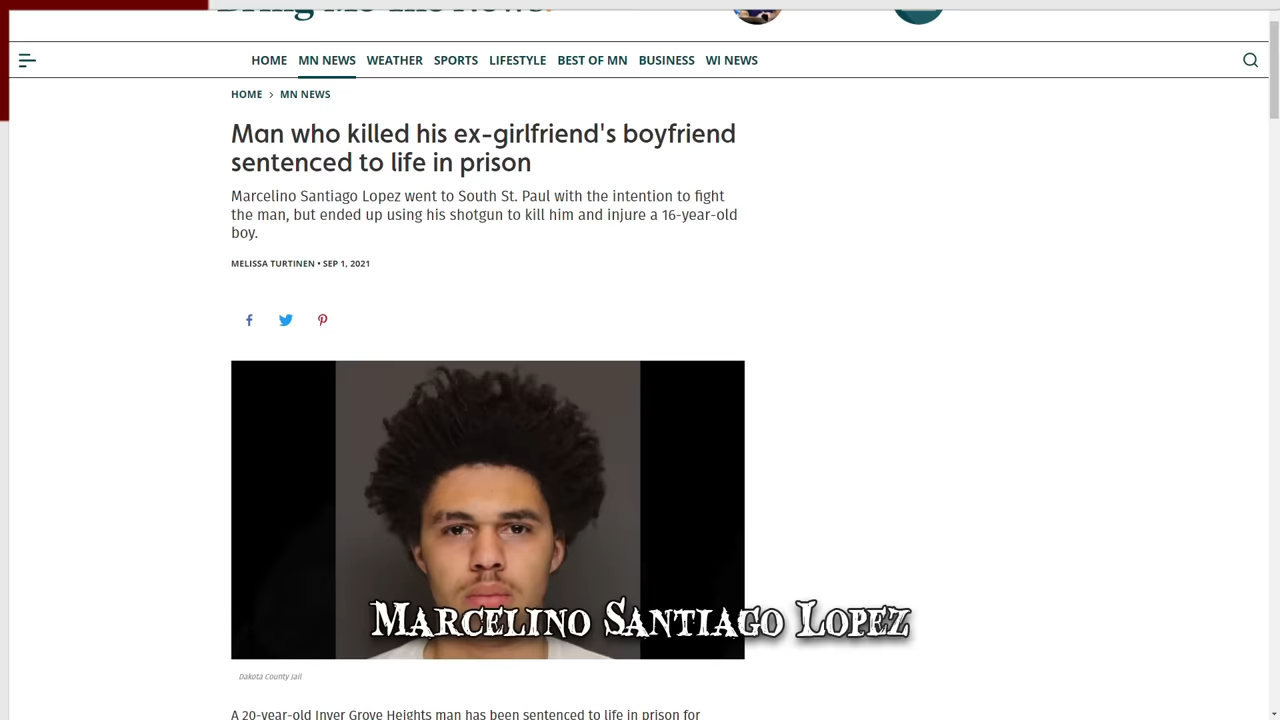 HOME MN NEWS WEATHER SPORTS LIFESTYLE BEST OF MN BUSINESS WI NEWS
HOME > MN NEWS
Man who killed his ex-girlfriend's boyfriend
sentenced to life in prison
Marcelino Santiago Lopez went to South St. Paul with the intention to fight
the man, but ended up using his shotgun to kill him and injure a 16-year-old
boy.
MELISSA TURTINEN • SEP 1, 2021
Marcelino Santiago Lopez
Dakota County Jail
A 20-year-old Inver Grove Heights man has been sentenced to life in prison for